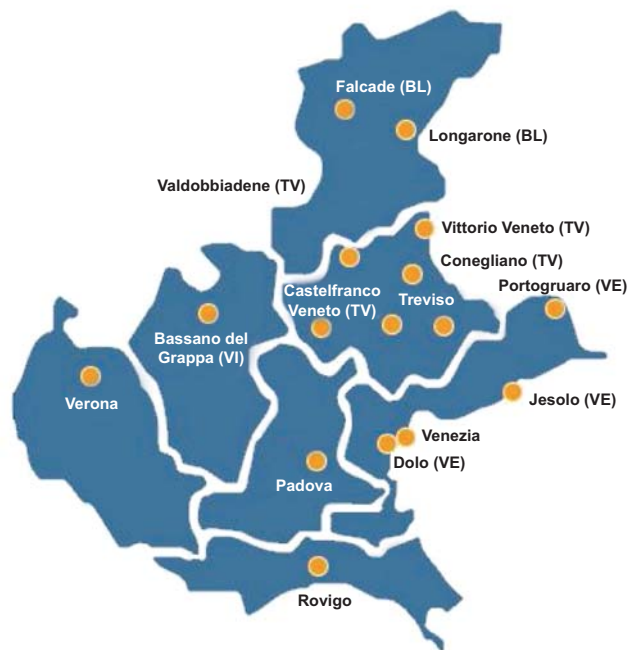 Falcade (BL)
Longarone (BL)
Valdobbiadene (TV)
Vittorio Veneto (TV)
Conegliano (TV)
Portogruaro (VE)
Castelfranco
Veneto (TV)
Treviso
Bassano del
Grappa (VI)
Verona
Jesolo (VE)
Venezia
Dolo (VE)
Padova
Rovigo